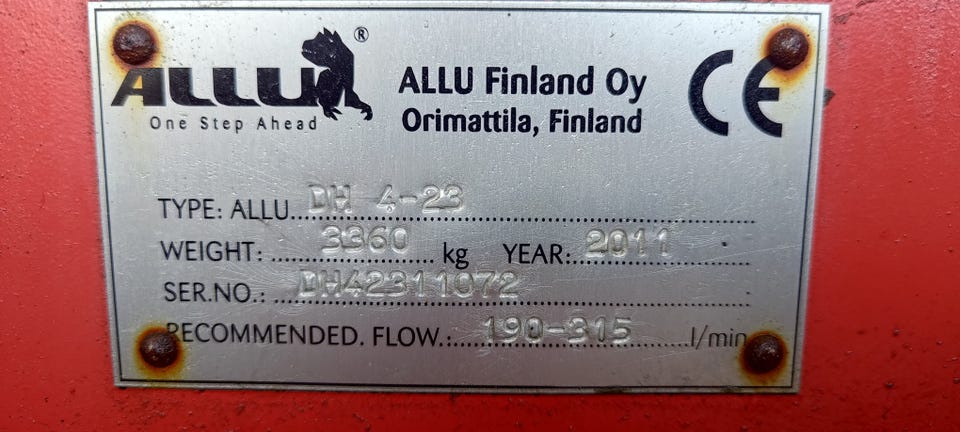 ALLU ®
One Step Ahead
ALLU Finland Oy
Orimattila, Finland
CE
TYPE: ALLU DH 4-23
WEIGHT: 3360 kg YEAR: 2011
SER.NO.: DH42311072
RECOMMENDED. FLOW.: 190-315 l/min